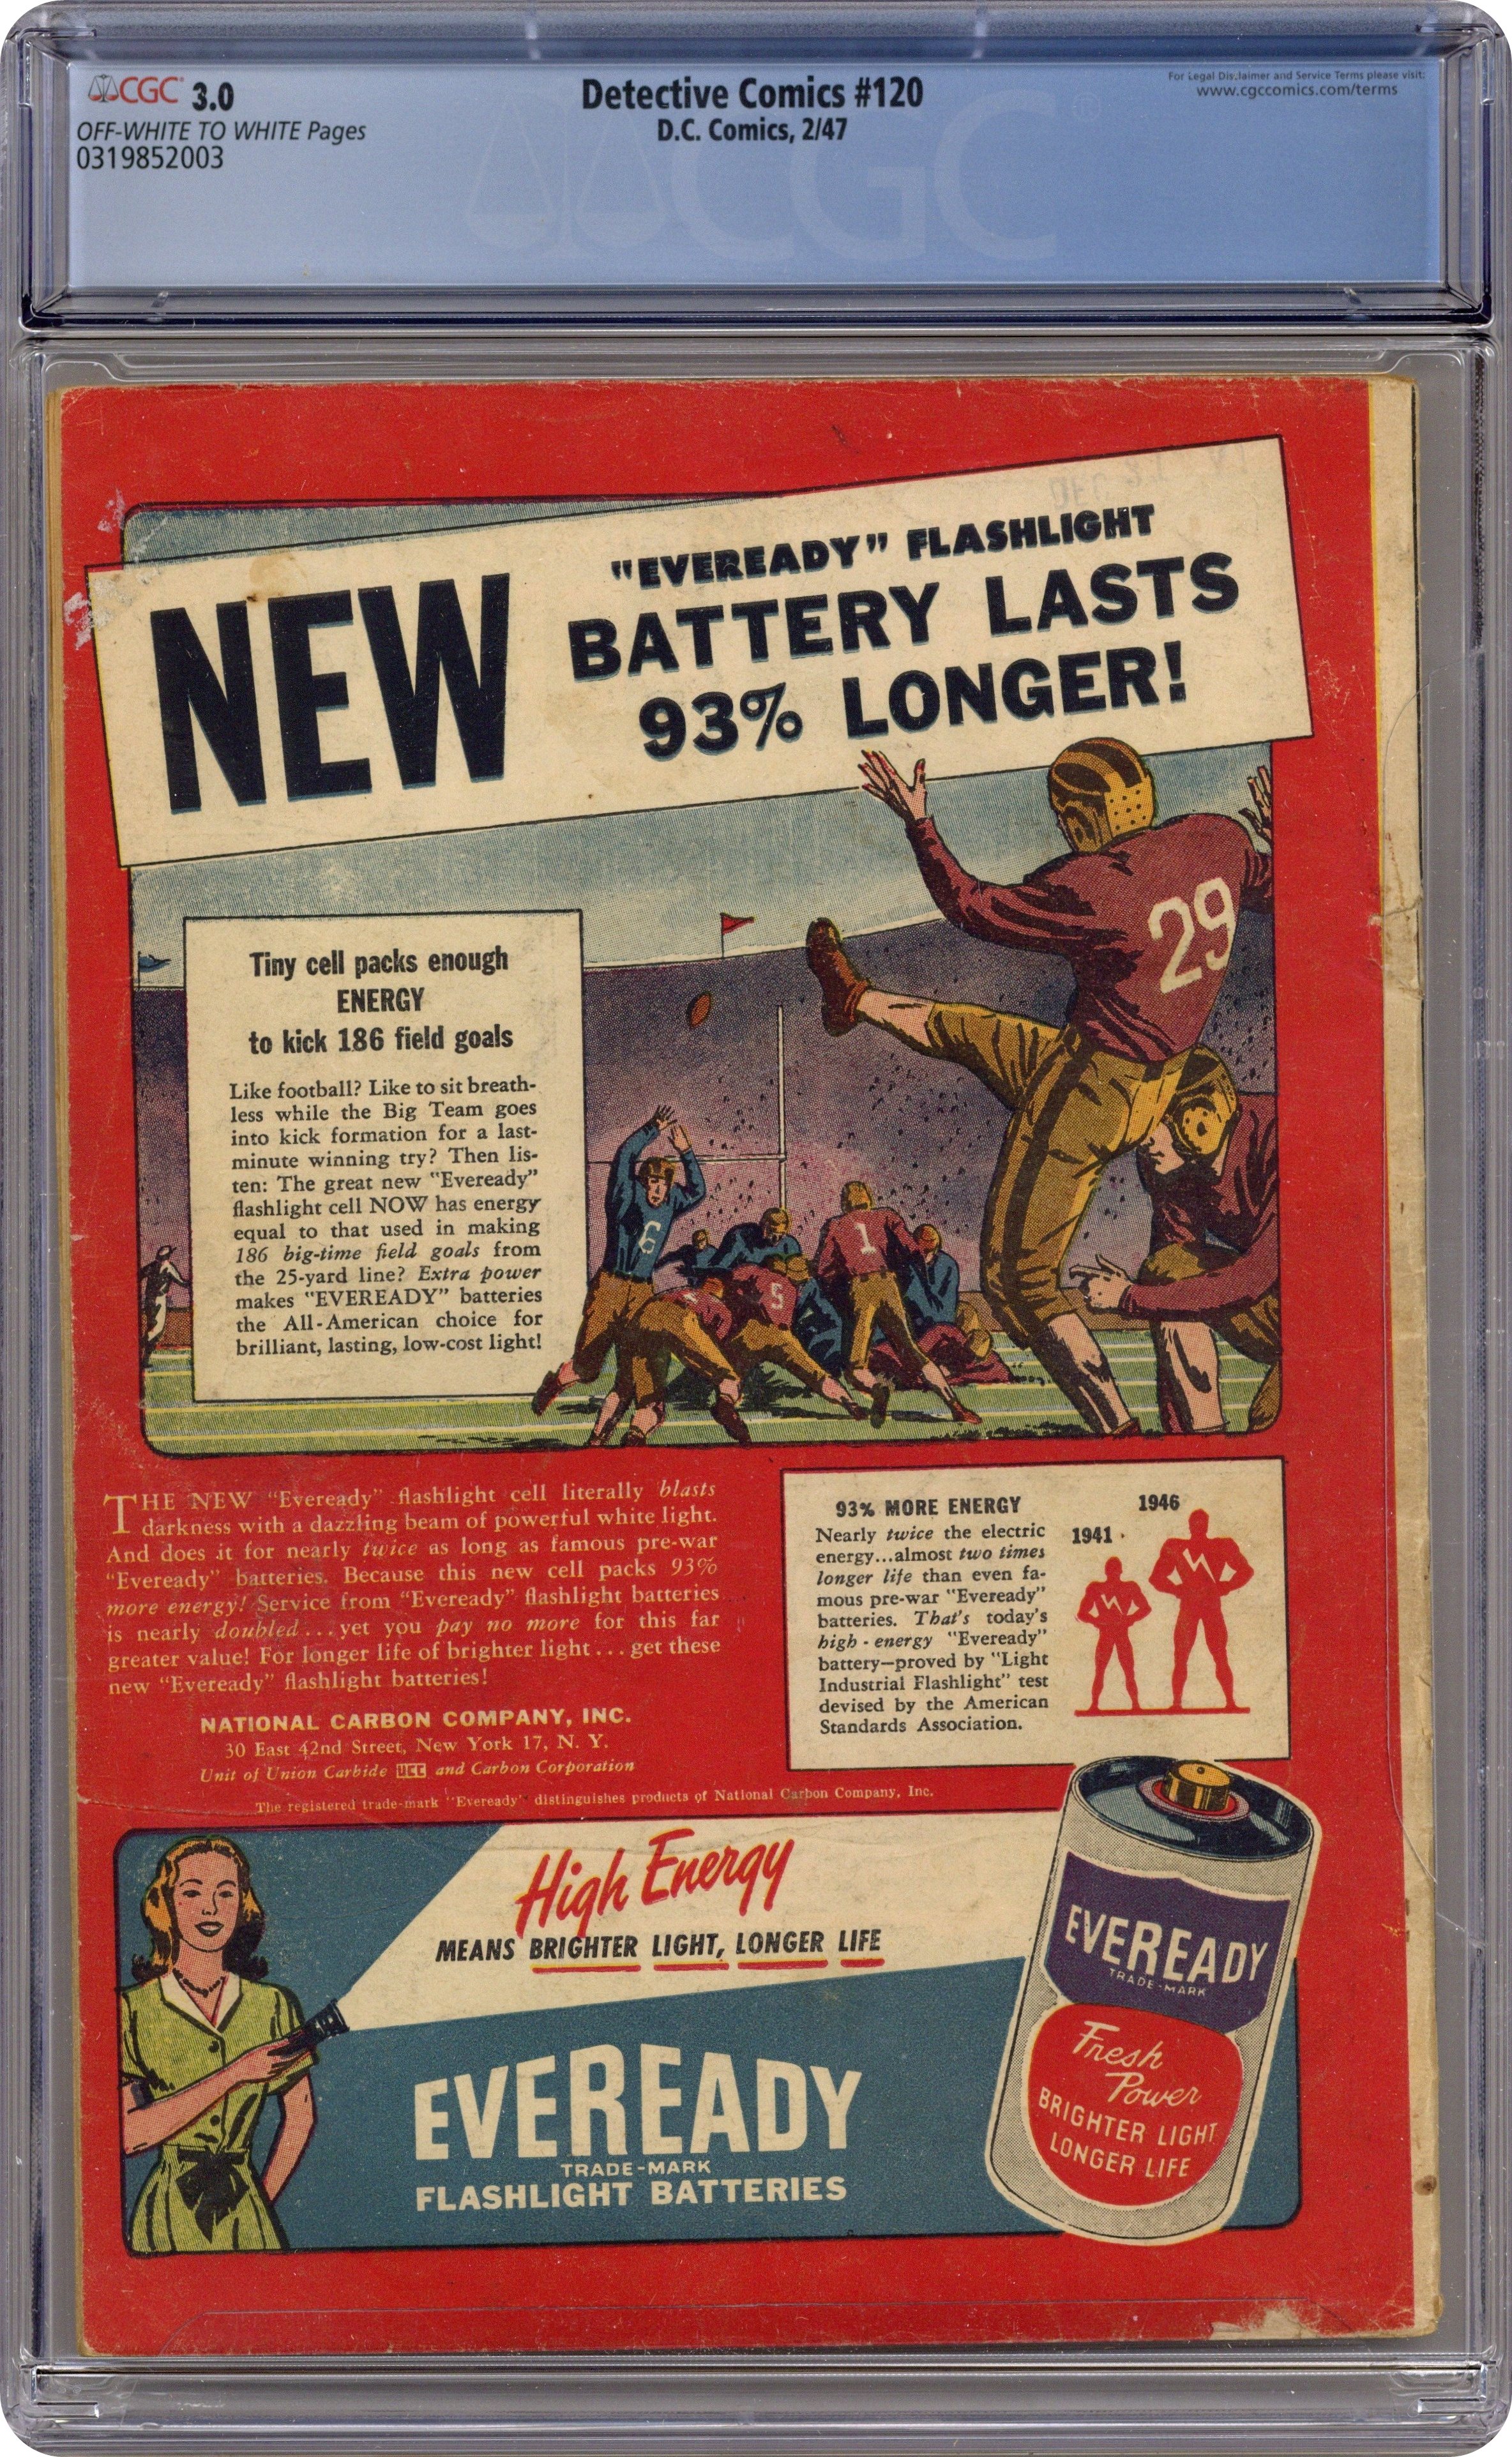 CGC 3.0
OFF-WHITE TO WHITE Pages
0319852003
Detective Comics #120
D.C. Comics, 2/47
For Legal Disclaimer and Service Terms please visit:
www.cgccomics.com/terms
CGC
NEW
"EVEREADY" FLASHLIGHT
BATTERY LASTS
93% LONGER!
29
Tiny cell packs enough
ENERGY
to kick 186 field goals
Like football? Like to sit breath-
less while the Big Team goes
into kick formation for a last-
minute winning try? Then lis-
ten: The great new "Eveready"
flashlight cell NOW has energy
equal to that used in making
186 big-time field goals from
the 25-yard line? Extra power
makes "EVEREADY" batteries
the All-American choice for
brilliant, lasting, low-cost light!
6
1
5
THE NEW "Eveready" flashlight cell literally blasts
darkness with a dazzling beam of powerful white light.
And does it for nearly twice as long as famous pre-war
"Eveready" batteries. Because this new cell packs 93%
more energy! Service from "Eveready" flashlight batteries
is nearly doubled...yet you pay no more for this far
greater value! For longer life of brighter light...get these
new "Eveready" flashlight batteries!
NATIONAL CARBON COMPANY, INC.
30 East 42nd Street, New York 17, N. Y.
Unit of Union Carbide UCC and Carbon Corporation
The registered trade-mark "Eveready" distinguishes products of National Carbon Company, Inc.
93% MORE ENERGY
Nearly twice the electric
energy...almost two times
longer life than even fa-
mous pre-war "Eveready"
batteries. That's today's
high-energy "Eveready"
battery—proved by "Light
Industrial Flashlight" test
devised by the American
Standards Association.
1941
1946
High Energy
MEANS BRIGHTER LIGHT, LONGER LIFE
EVEREADY
TRADE-MARK
FLASHLIGHT BATTERIES
EVEREADY
TRADE-MARK
Fresh
Power
BRIGHTER LIGHT
LONGER LIFE